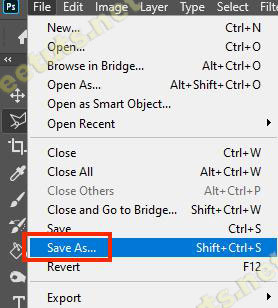 Ps File Edit Image Layer Type Select Filte
New... Ctrl+N
Open... Ctrl+O
Browse in Bridge... Alt+Ctrl+O
Open As... Alt+Shift+Ctrl+O
Open as Smart Object...
Open Recent
Close Ctrl+W
Close All Alt+Ctrl+W
Close Others Alt+Ctrl+P
Close and Go to Bridge... Shift+Ctrl+W
Save Ctrl+S
Save As... Shift+Ctrl+S
Revert F12
Export